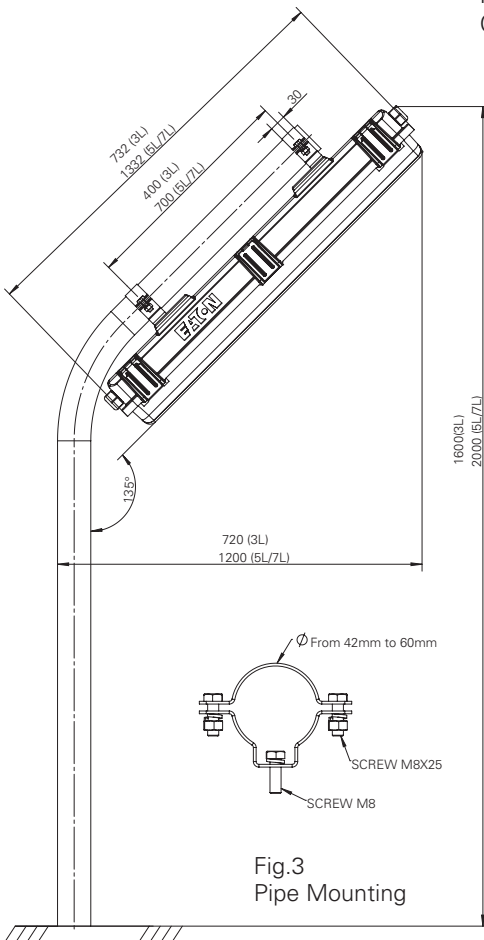 30
732 (3L)
1332 (5L/7L)
400 (3L)
700 (5L/7L)
EATON
135°
1600(3L)
2000 (5L/7L)
720 (3L)
1200 (5L/7L)
Ø From 42mm to 60mm
SCREW M8X25
SCREW M8
Fig.3
Pipe Mounting